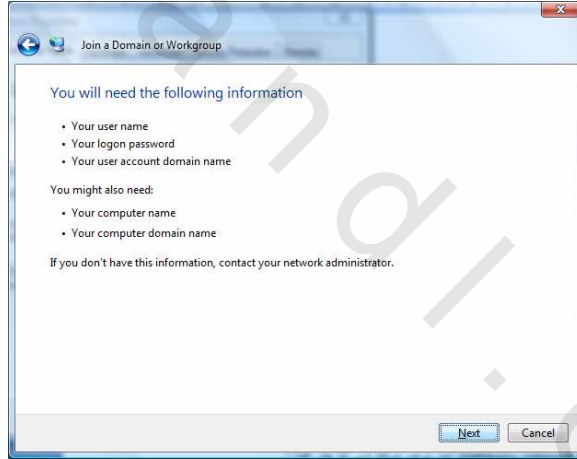 Join a Domain or Workgroup
You will need the following information
• Your user name
• Your logon password
• Your user account domain name
You might also need:
• Your computer name
• Your computer domain name
If you don't have this information, contact your network administrator.
Next
Cancel